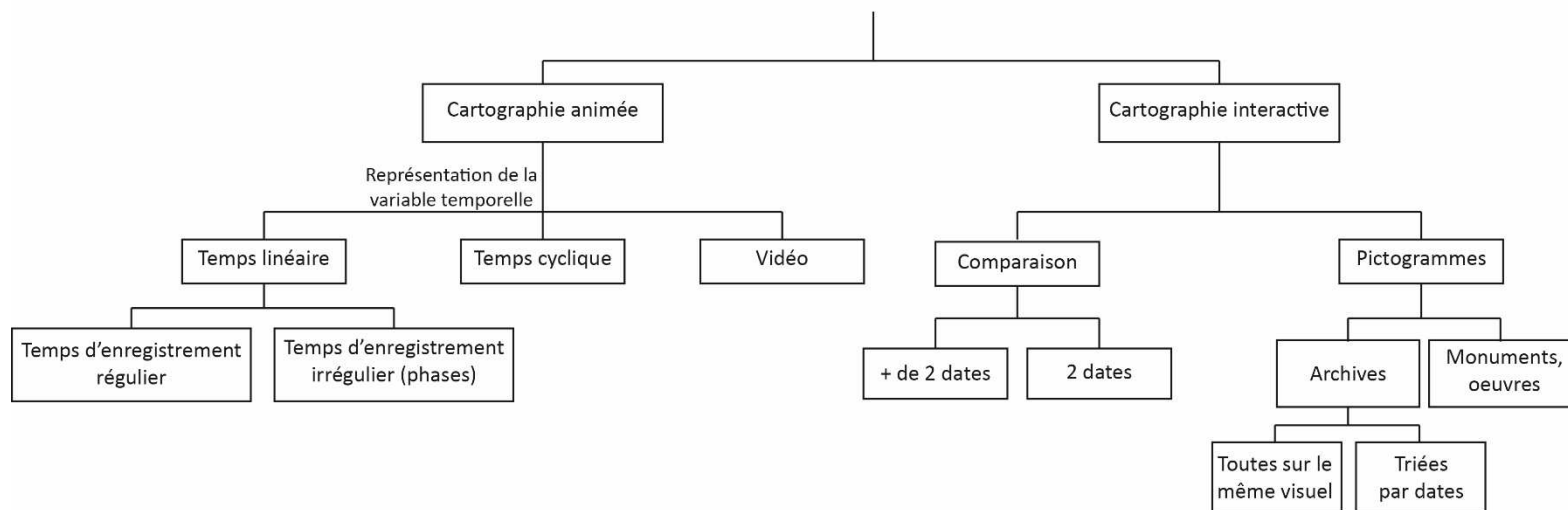 Cartographie animée
Cartographie interactive
Représentation de la
variable temporelle
Temps linéaire
Temps cyclique
Vidéo
Comparaison
Pictogrammes
Temps d’enregistrement
régulier
Temps d’enregistrement
irrégulier (phases)
+ de 2 dates
2 dates
Archives
Monuments,
oeuvres
Toutes sur le
même visuel
Triées
par dates